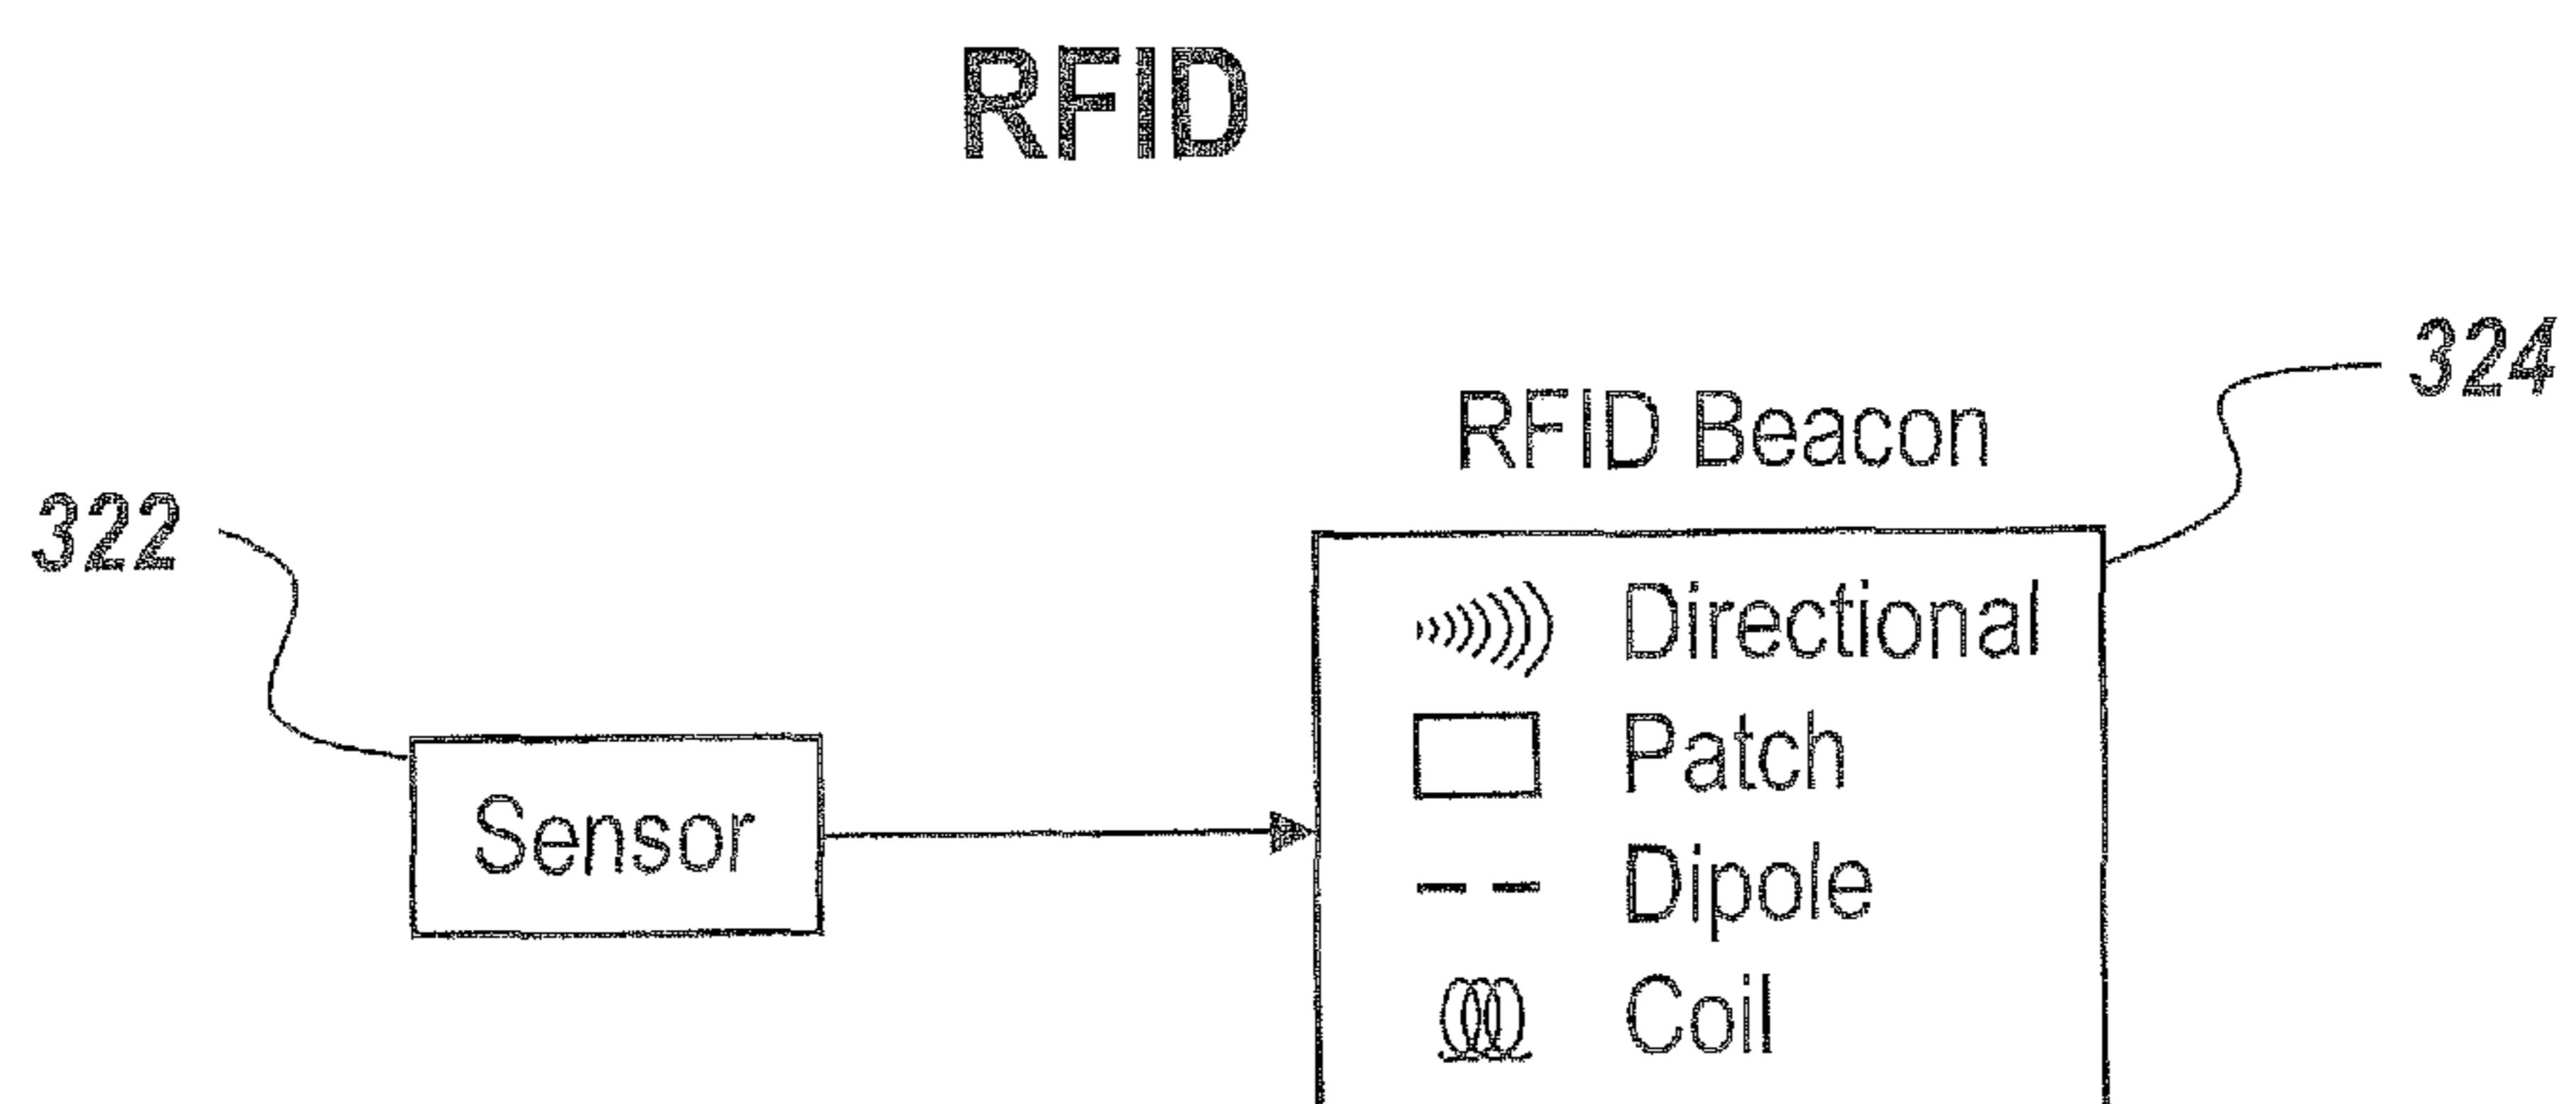 RFID
324
RFID Beacon
322
Directional
Patch
Sensor
Dipole
Coil